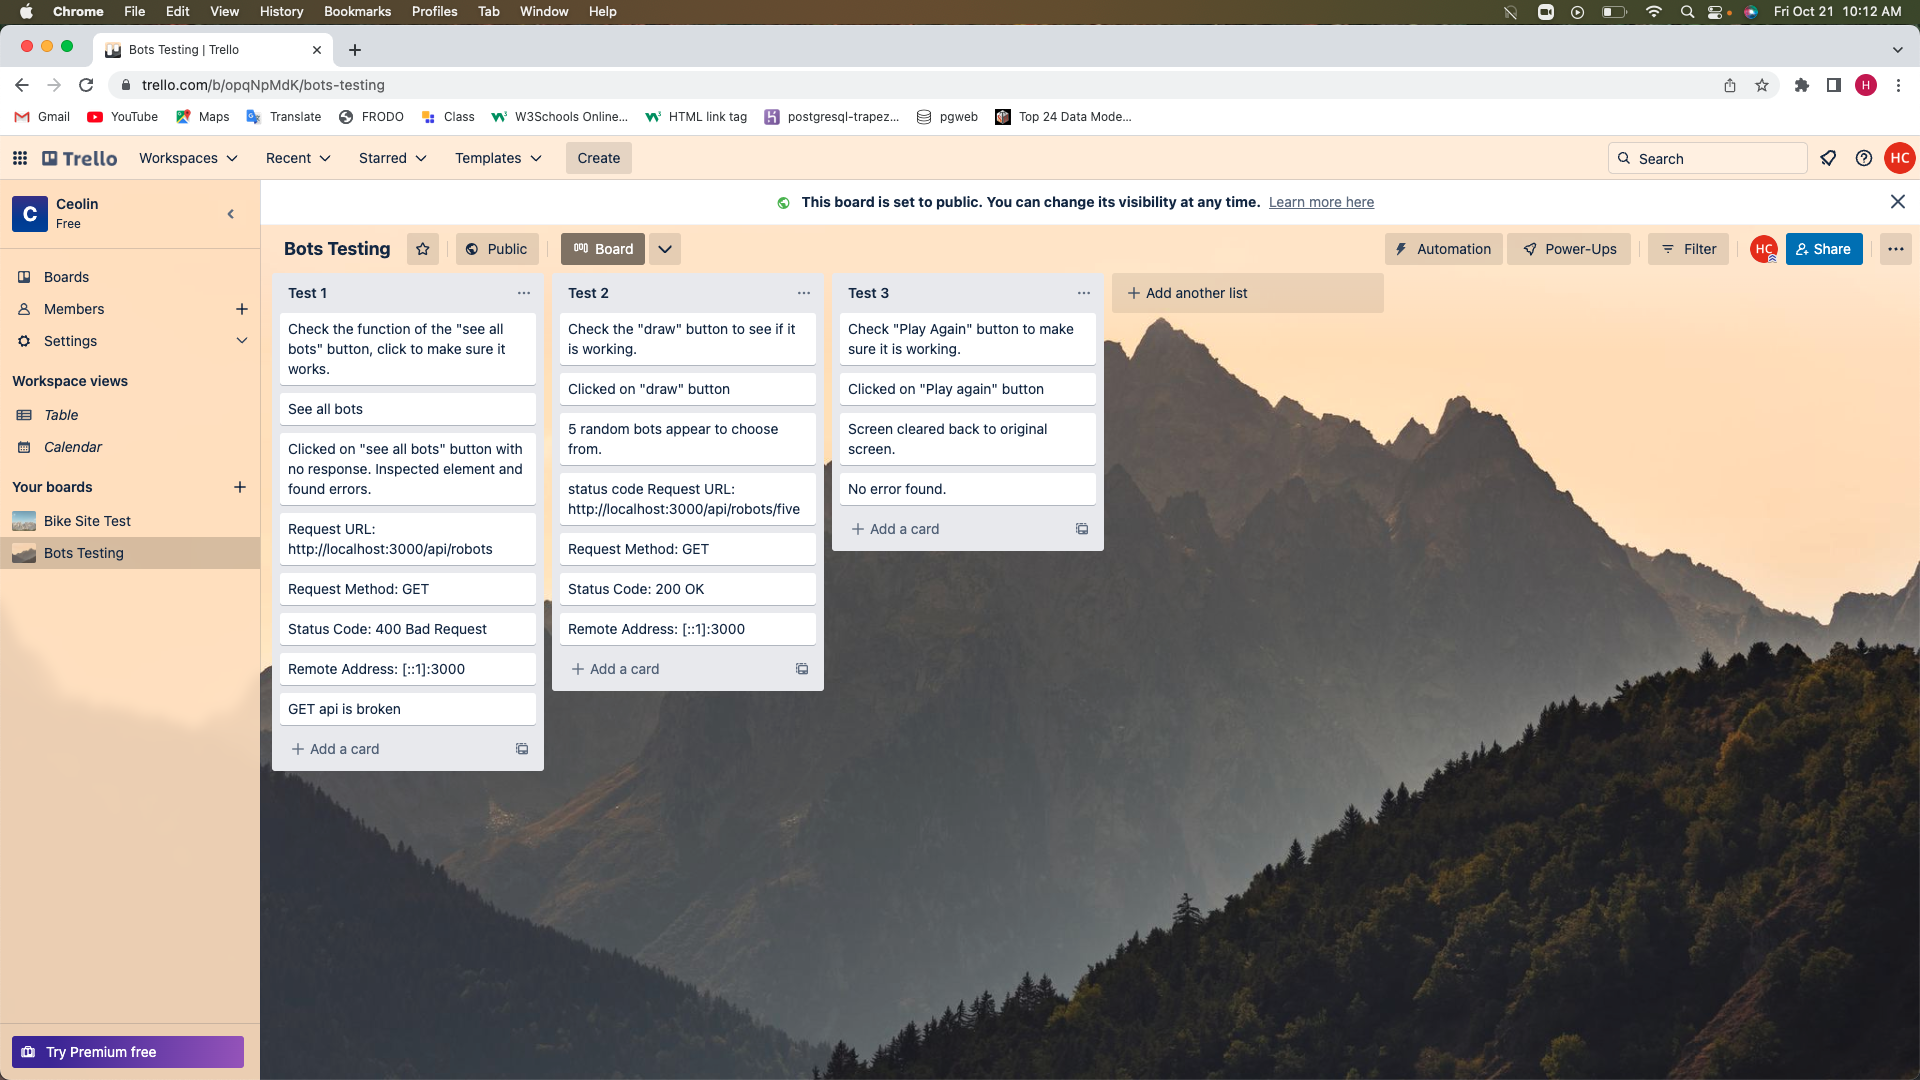 Chrome File Edit View History Bookmarks Profiles Tab Window Help Fri Oct 21 10:12 AM
Bots Testing | Trello
trello.com/b/opqNpMdK/bots-testing
H
Gmail YouTube Maps Translate FRODO Class W3Schools Online... HTML link tag postgresql-trapez... pgweb Top 24 Data Mode...
Trello Workspaces Recent Starred Templates Create Search HC
C Ceolin
Free
This board is set to public. You can change its visibility at any time. Learn more here
Bots Testing Public Board Automation Power-Ups Filter HC Share
Boards
Members
Settings
Workspace views
Table
Calendar
Your boards
Bike Site Test
Bots Testing
Try Premium free
Test 1
Check the function of the "see all
bots" button, click to make sure it
works.
See all bots
Clicked on "see all bots" button with
no response. Inspected element and
found errors.
Request URL:
http://localhost:3000/api/robots
Request Method: GET
Status Code: 400 Bad Request
Remote Address: [::1]:3000
GET api is broken
Add a card
Test 2
Check the "draw" button to see if it
is working.
Clicked on "draw" button
5 random bots appear to choose
from.
status code Request URL:
http://localhost:3000/api/robots/five
Request Method: GET
Status Code: 200 OK
Remote Address: [::1]:3000
Add a card
Test 3
Check "Play Again" button to make
sure it is working.
Clicked on "Play again" button
Screen cleared back to original
screen.
No error found.
Add a card
Add another list